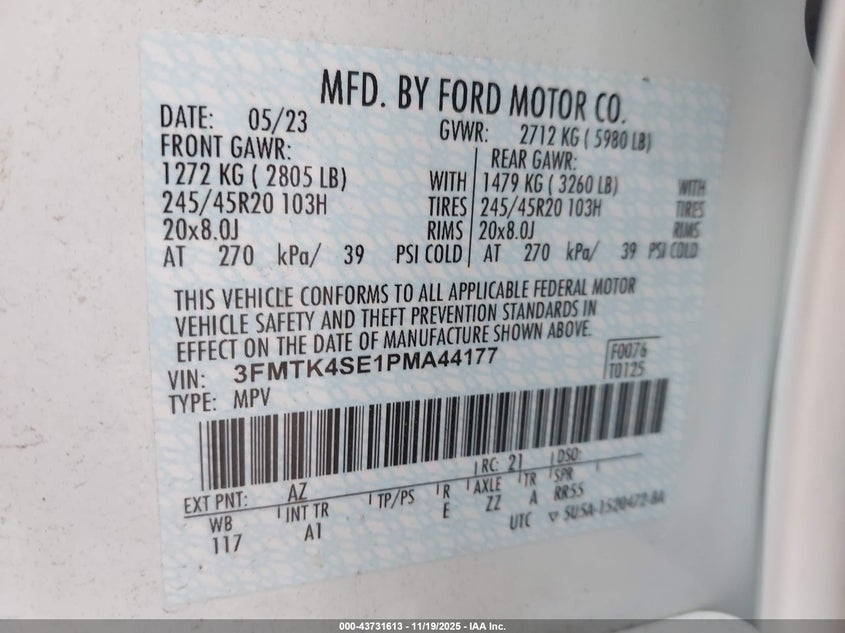 MFD. BY FORD MOTOR CO.
DATE: 05/23 GVWR: 2712 KG ( 5980 LB)
FRONT GAWR: REAR GAWR:
1272 KG ( 2805 LB) WITH 1479 KG ( 3260 LB) WITH
245/45R20 103H TIRES 245/45R20 103H TIRES
20x8.0J RIMS 20x8.0J RIMS
AT 270 kPa/ 39 PSI COLD AT 270 kPa/ 39 PSI COLD
THIS VEHICLE CONFORMS TO ALL APPLICABLE FEDERAL MOTOR
VEHICLE SAFETY AND THEFT PREVENTION STANDARDS IN
EFFECT ON THE DATE OF MANUFACTURE SHOWN ABOVE.
VIN: 3FMTK4SE1PMA44177 F0076
TYPE: MPV T0125
EXT PNT: AZ RC: 21 DSO:
WB INT TR TP/PS R AXLE TR SPR
117 A1 E ZZ A RR55
UTC ▽ SU5A-1520472-BA
000-43731613 - 11/19/2025 - IAA Inc.